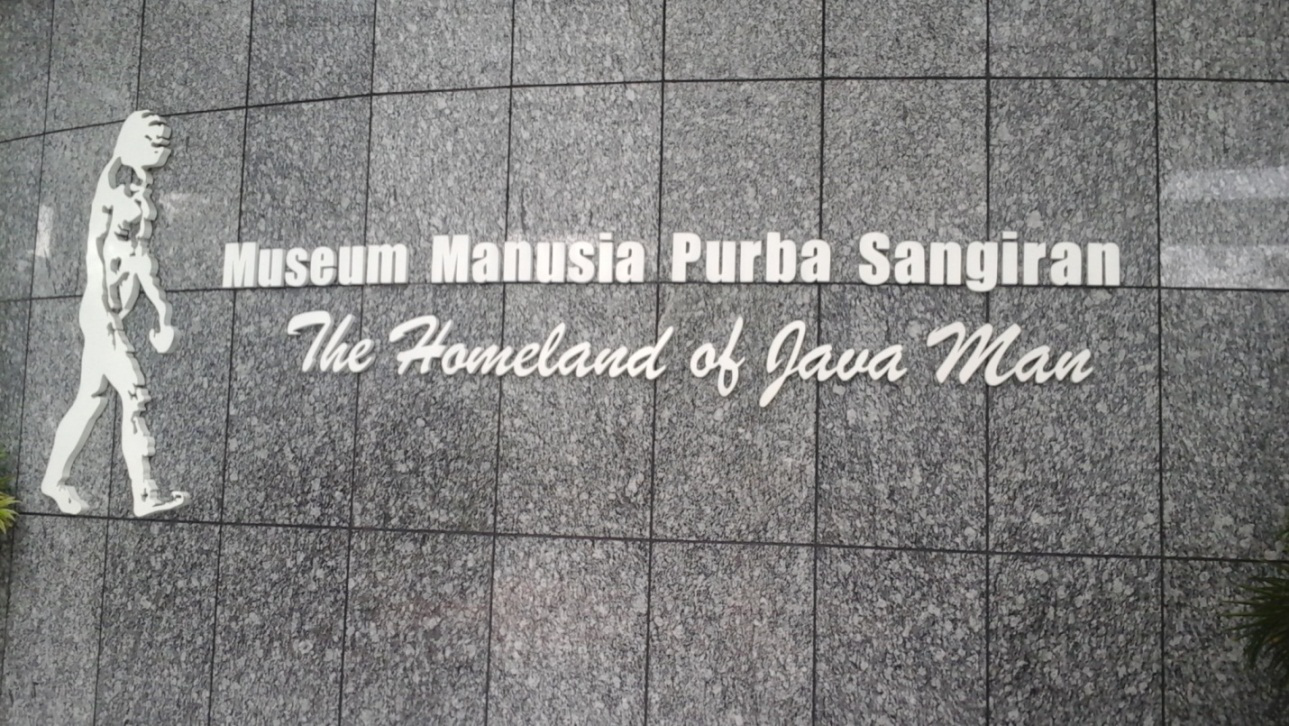 Museum Manusia Purba Sangiran
The Homeland of Java Man